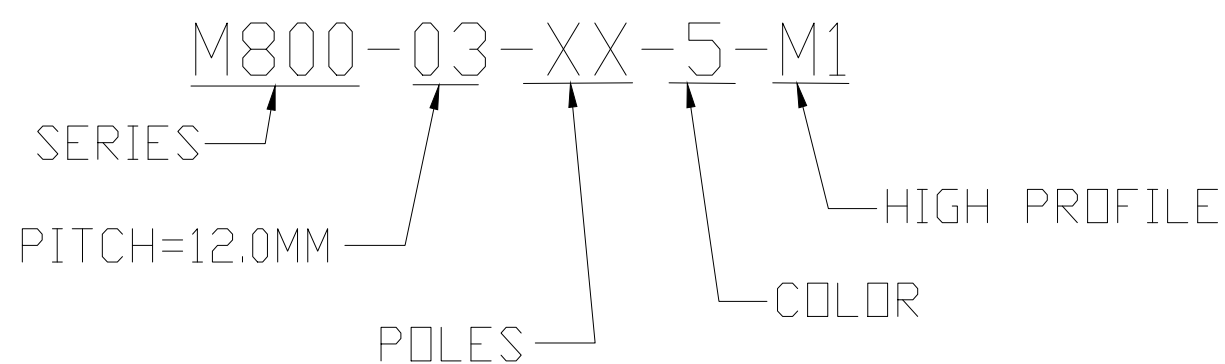 M800-03-XX-5-M1
SERIES
HIGH PROFILE
PITCH=12.0MM
COLOR
POLES